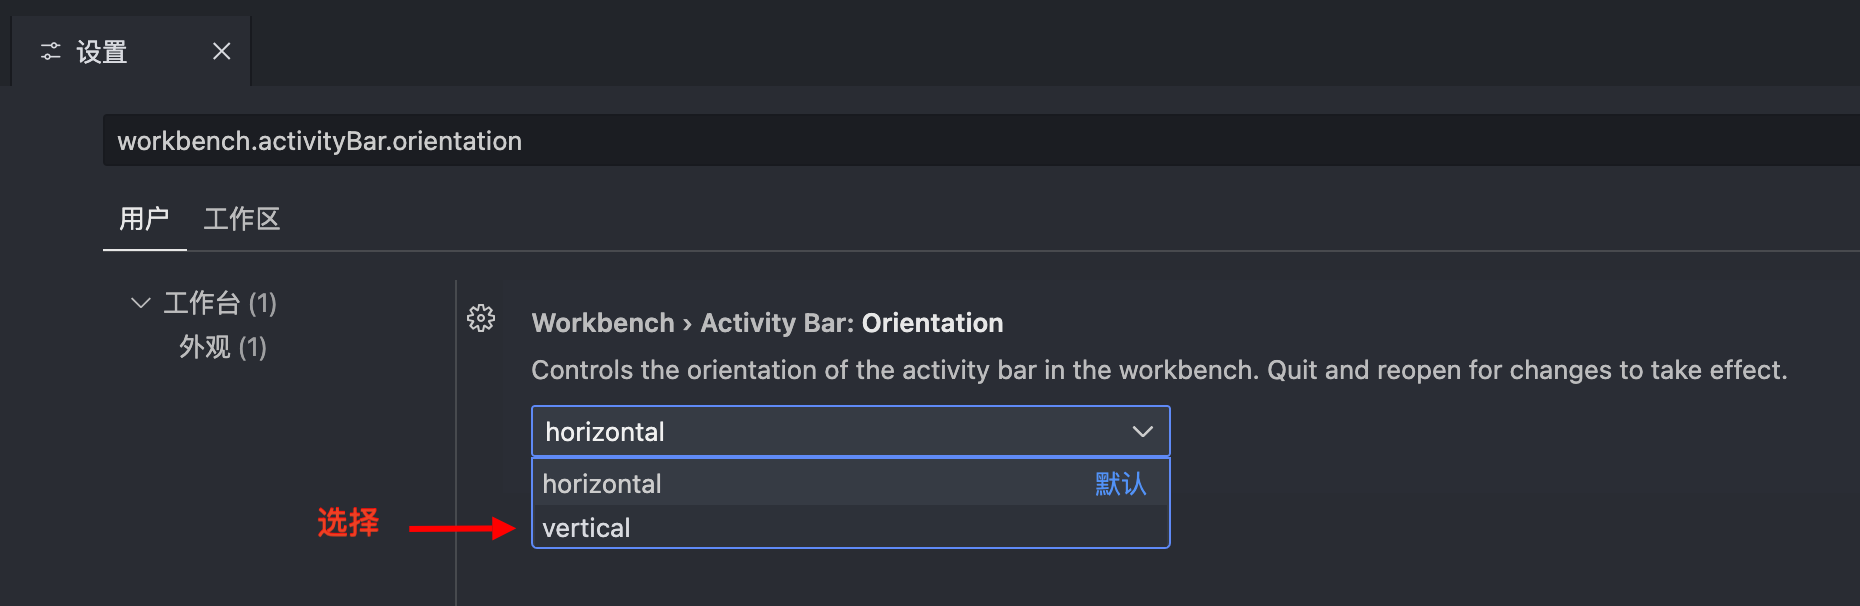 设置
workbench.activityBar.orientation
用户 工作区
工作台 (1)
外观 (1)
Workbench › Activity Bar: Orientation
Controls the orientation of the activity bar in the workbench. Quit and reopen for changes to take effect.
horizontal
horizontal 默认
选择 vertical